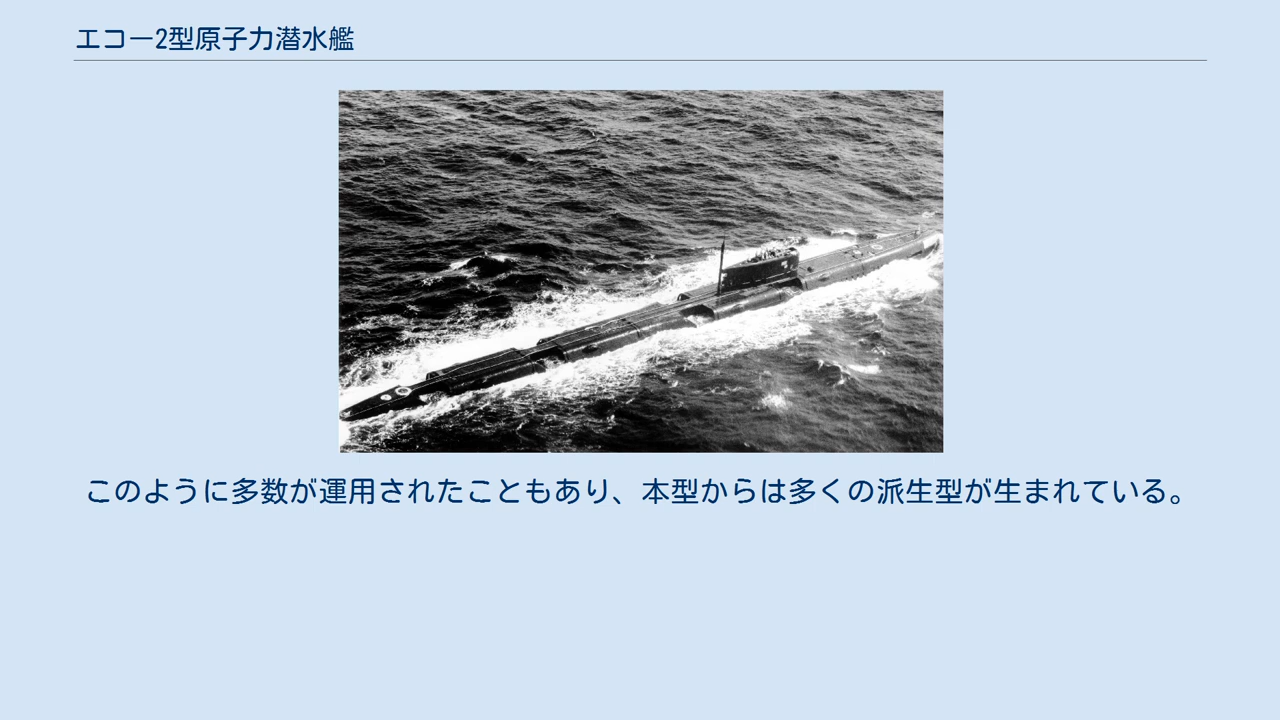 エコー2型原子力潜水艦
このように多数が運用されたこともあり、本型からは多くの派生型が生まれている。